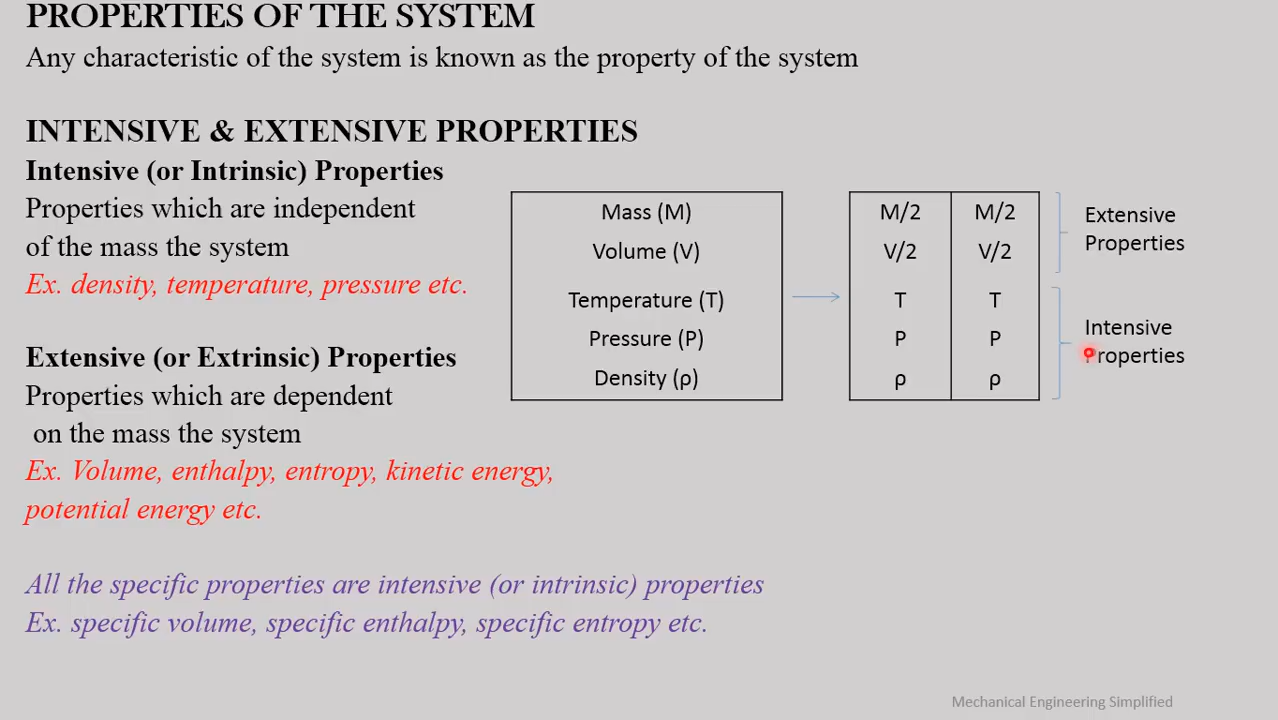 PROPERTIES OF THE SYSTEM
Any characteristic of the system is known as the property of the system
INTENSIVE & EXTENSIVE PROPERTIES
Intensive (or Intrinsic) Properties
Properties which are independent
of the mass the system
Ex. density, temperature, pressure etc.
Extensive (or Extrinsic) Properties
Properties which are dependent
on the mass the system
Ex. Volume, enthalpy, entropy, kinetic energy,
potential energy etc.
All the specific properties are intensive (or intrinsic) properties
Ex. specific volume, specific enthalpy, specific entropy etc.
Mass (M)
Volume (V)
Temperature (T)
Pressure (P)
Density (ρ)
M/2 M/2
V/2 V/2
T T
P P
ρ ρ
Extensive
Properties
Intensive
Properties
Mechanical Engineering Simplified